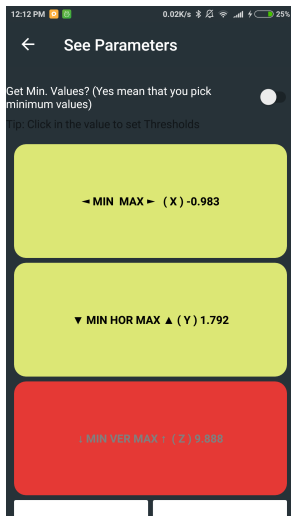 12:12 PM 0.02K/s 25%
← See Parameters
Get Min. Values? (Yes mean that you pick
minimum values)
Tip: Click in the value to set Thresholds
◄ MIN MAX ► ( X ) -0.983
▼ MIN HOR MAX ▲ ( Y ) 1.792
↓ MIN VER MAX ↑ ( Z ) 9.888